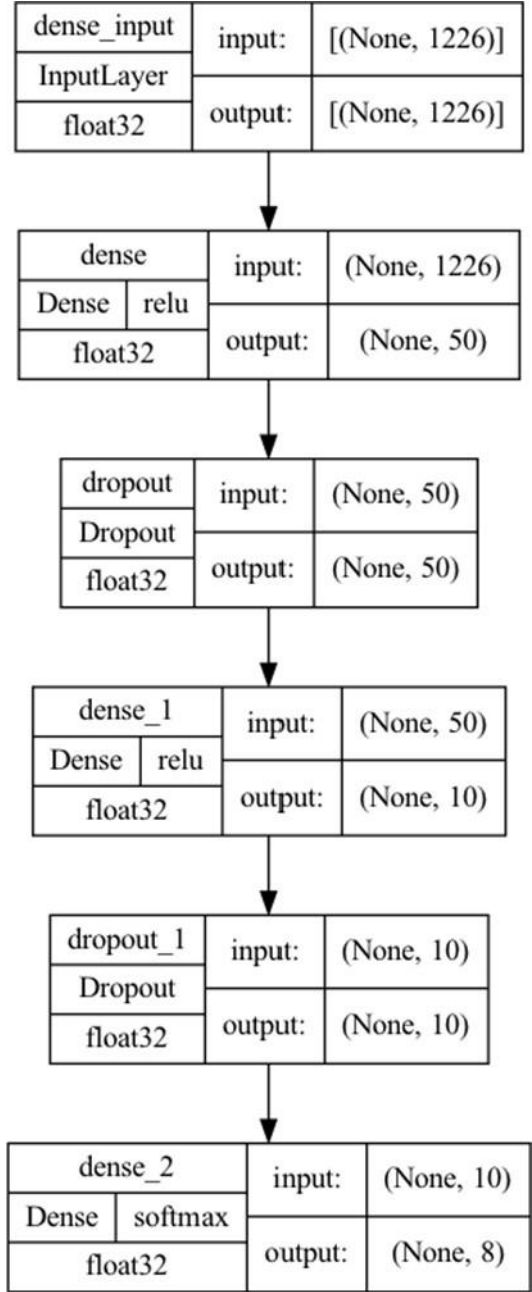 dense_input input: [(None, 1226)]
InputLayer
float32 output: [(None, 1226)]
dense input: (None, 1226)
Dense relu
float32 output: (None, 50)
dropout input: (None, 50)
Dropout
float32 output: (None, 50)
dense_1 input: (None, 50)
Dense relu
float32 output: (None, 10)
dropout_1 input: (None, 10)
Dropout
float32 output: (None, 10)
dense_2 input: (None, 10)
Dense softmax
float32 output: (None, 8)